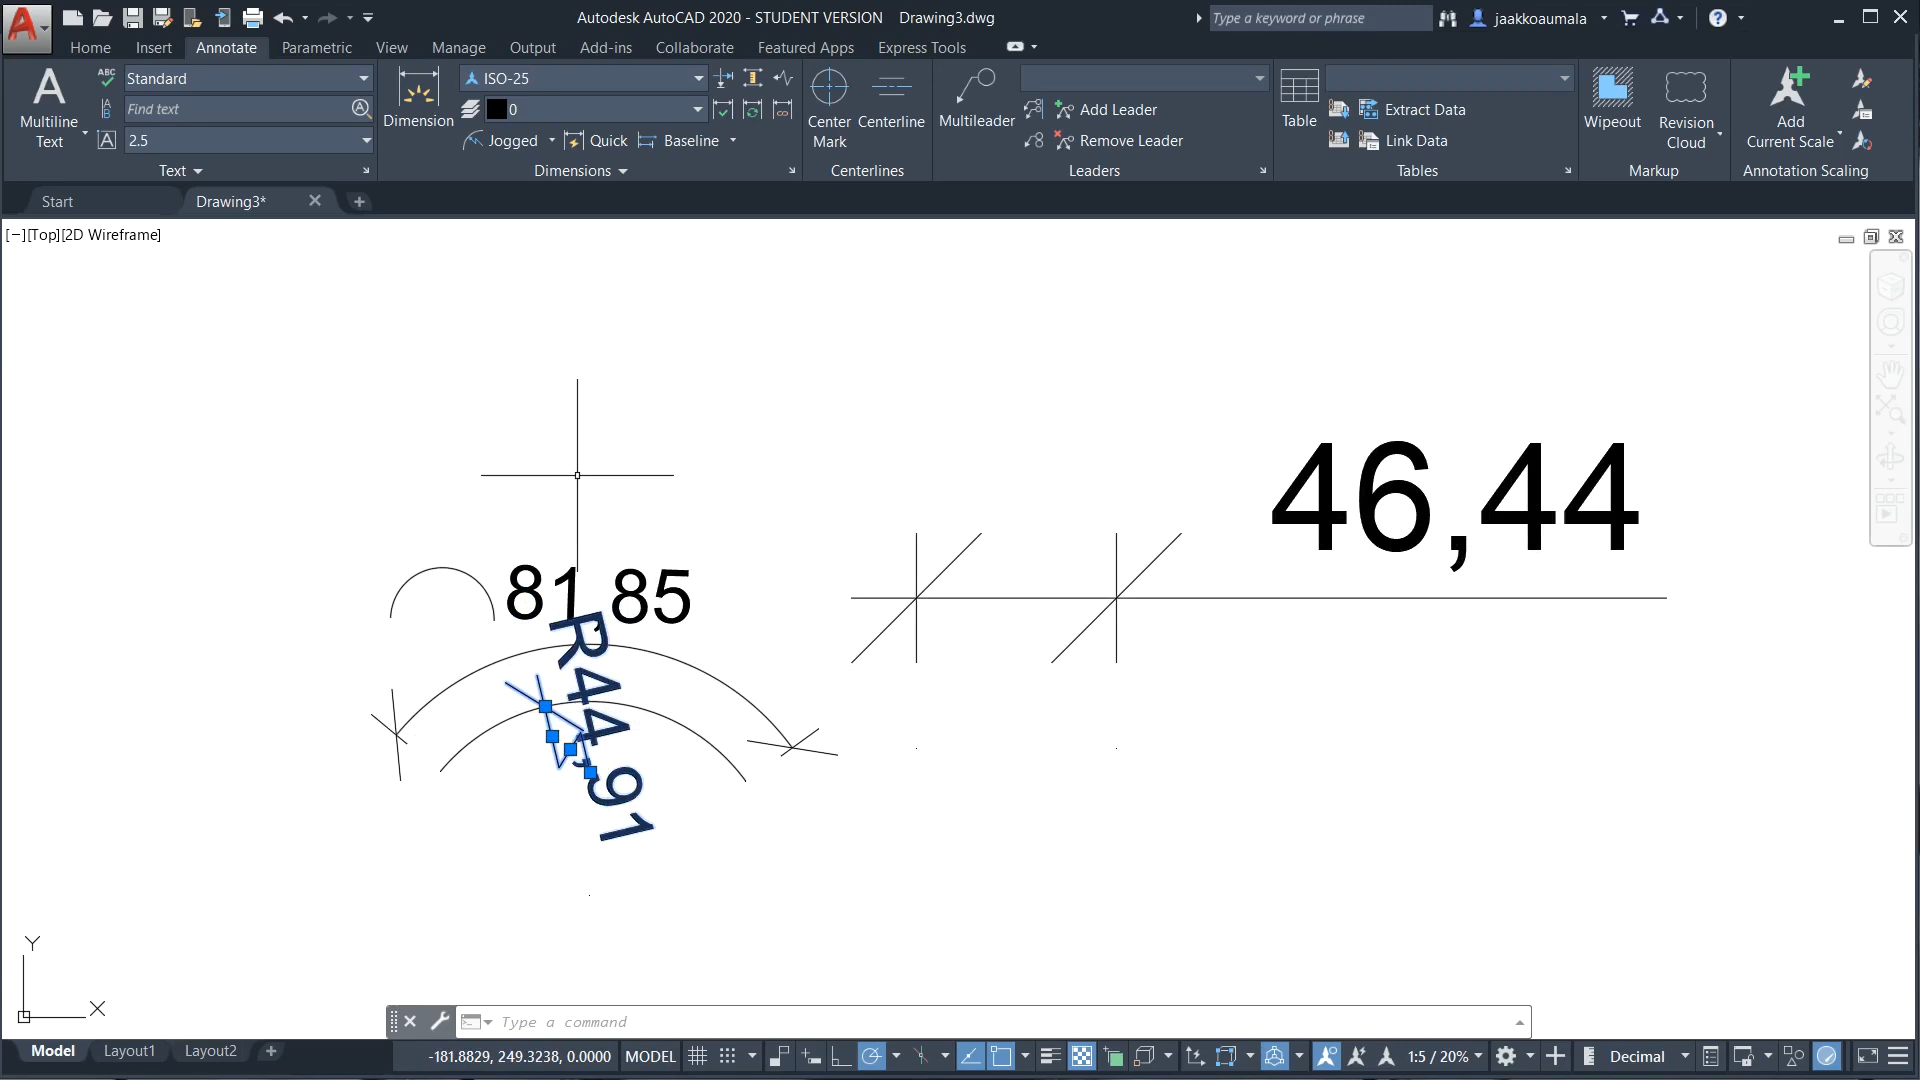 Autodesk AutoCAD 2020 - STUDENT VERSION Drawing3.dwg
Type a keyword or phrase
jaakkoaumala
Home Insert Annotate Parametric View Manage Output Add-ins Collaborate Featured Apps Express Tools
Multiline Text
ABC
Standard
Find text
2.5
Text
Dimension
ISO-25
0
Jogged Quick Baseline
Dimensions
Center Mark
Centerline
Centerlines
Multileader
Add Leader
Remove Leader
Leaders
Table
Extract Data
Link Data
Tables
Wipeout
Revision Cloud
Markup
Add Current Scale
Annotation Scaling
Start
Drawing3*
[−][Top][2D Wireframe]
46,44
81,85
R44,91
Y
X
Type a command
Model Layout1 Layout2
-181.8829, 249.3238, 0.0000 MODEL
1:5 / 20%
Decimal